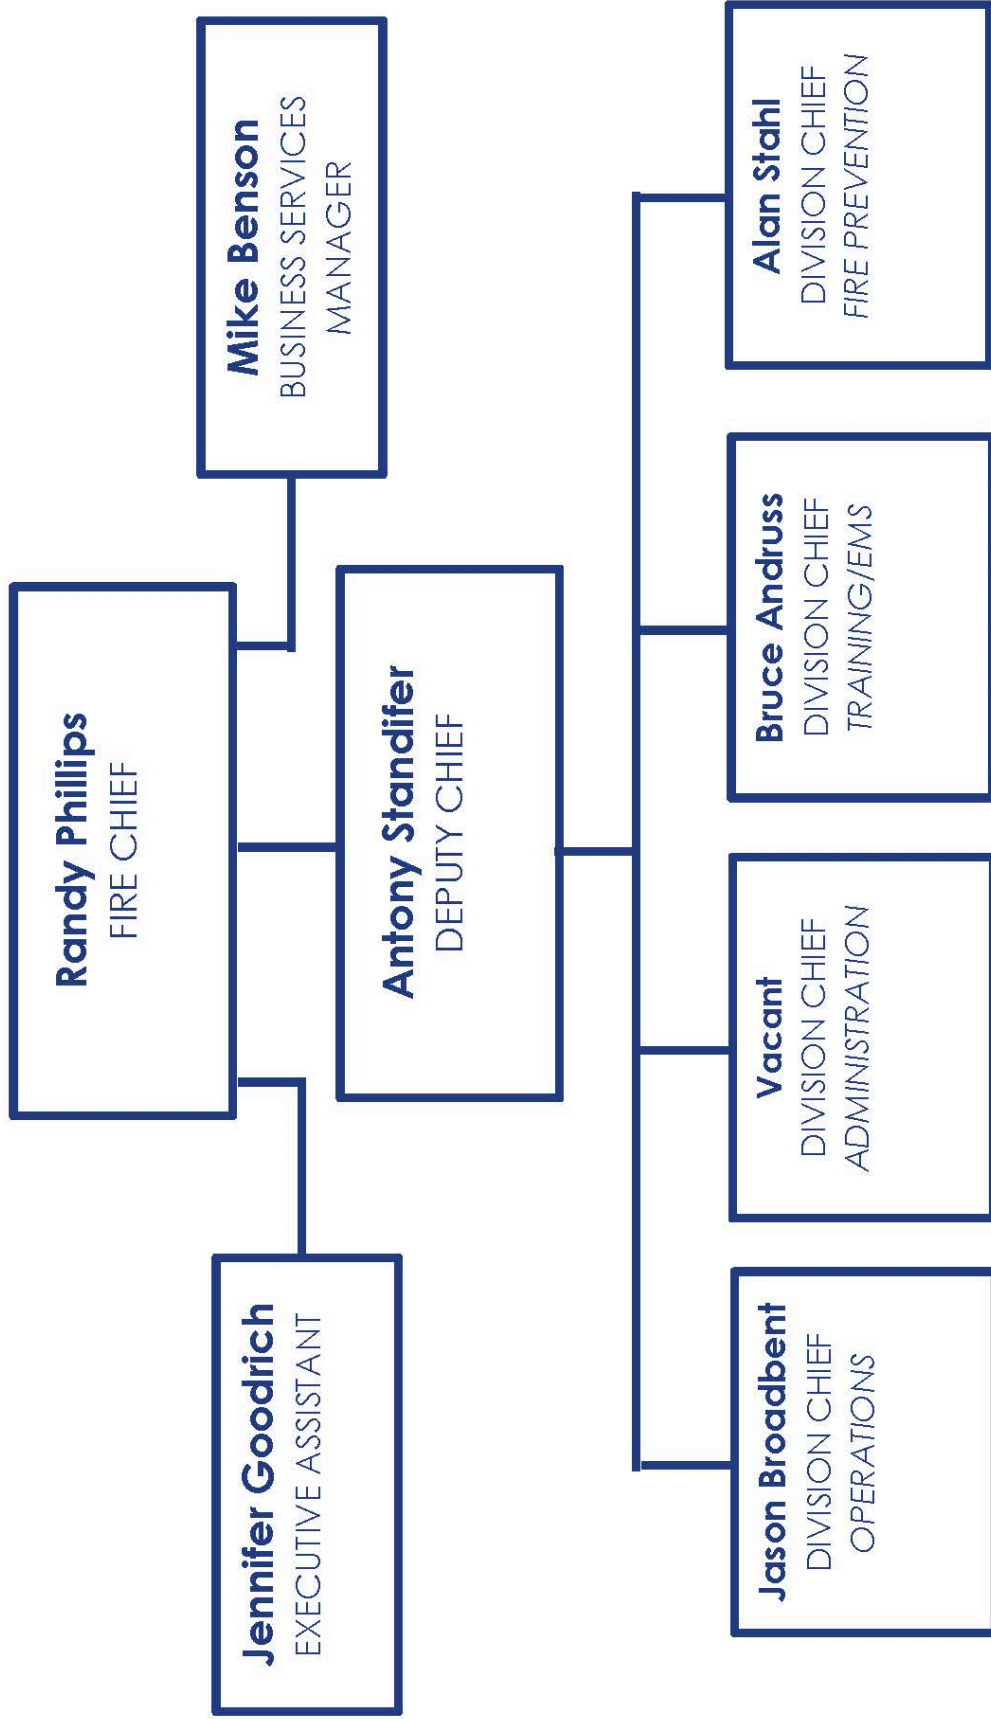 Randy Phillips
FIRE CHIEF
Jennifer Goodrich
EXECUTIVE ASSISTANT
Mike Benson
BUSINESS SERVICES
MANAGER
Antony Standifer
DEPUTY CHIEF
Jason Broadbent
DIVISION CHIEF
OPERATIONS
Vacant
DIVISION CHIEF
ADMINISTRATION
Bruce Andruss
DIVISION CHIEF
TRAINING/EMS
Alan Stahl
DIVISION CHIEF
FIRE PREVENTION